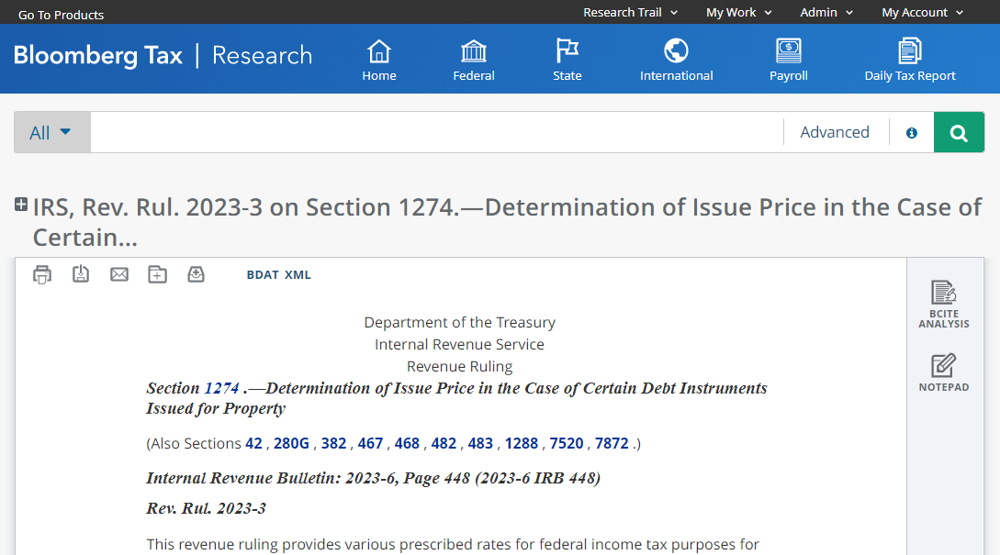 Go To Products
Research Trail
My Work
Admin
My Account
Bloomberg Tax | Research
Home
Federal
State
International
Payroll
Daily Tax Report
All
Advanced
IRS, Rev. Rul. 2023-3 on Section 1274.—Determination of Issue Price in the Case of
Certain...
BDAT XML
BCITE
ANALYSIS
NOTEPAD
Department of the Treasury
Internal Revenue Service
Revenue Ruling
Section 1274 .—Determination of Issue Price in the Case of Certain Debt Instruments
Issued for Property
(Also Sections 42 , 280G , 382 , 467 , 468 , 482 , 483 , 1288 , 7520 , 7872 .)
Internal Revenue Bulletin: 2023-6, Page 448 (2023-6 IRB 448)
Rev. Rul. 2023-3
This revenue ruling provides various prescribed rates for federal income tax purposes for